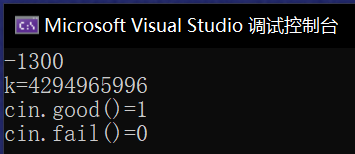 Microsoft Visual Studio 调试控制台
-1300
k=4294965996
cin.good()=1
cin.fail()=0